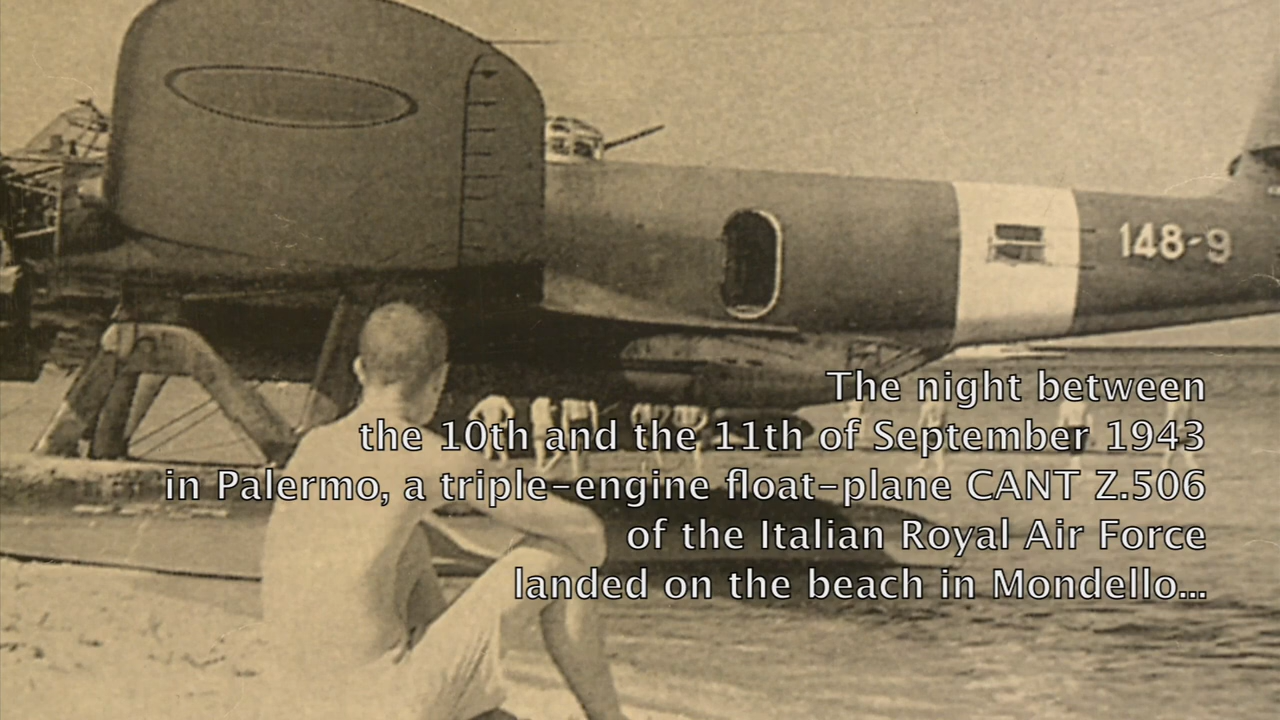 148-9
The night between
the 10th and the 11th of September 1943
in Palermo, a triple-engine float-plane CANT Z.506
of the Italian Royal Air Force
landed on the beach in Mondello...